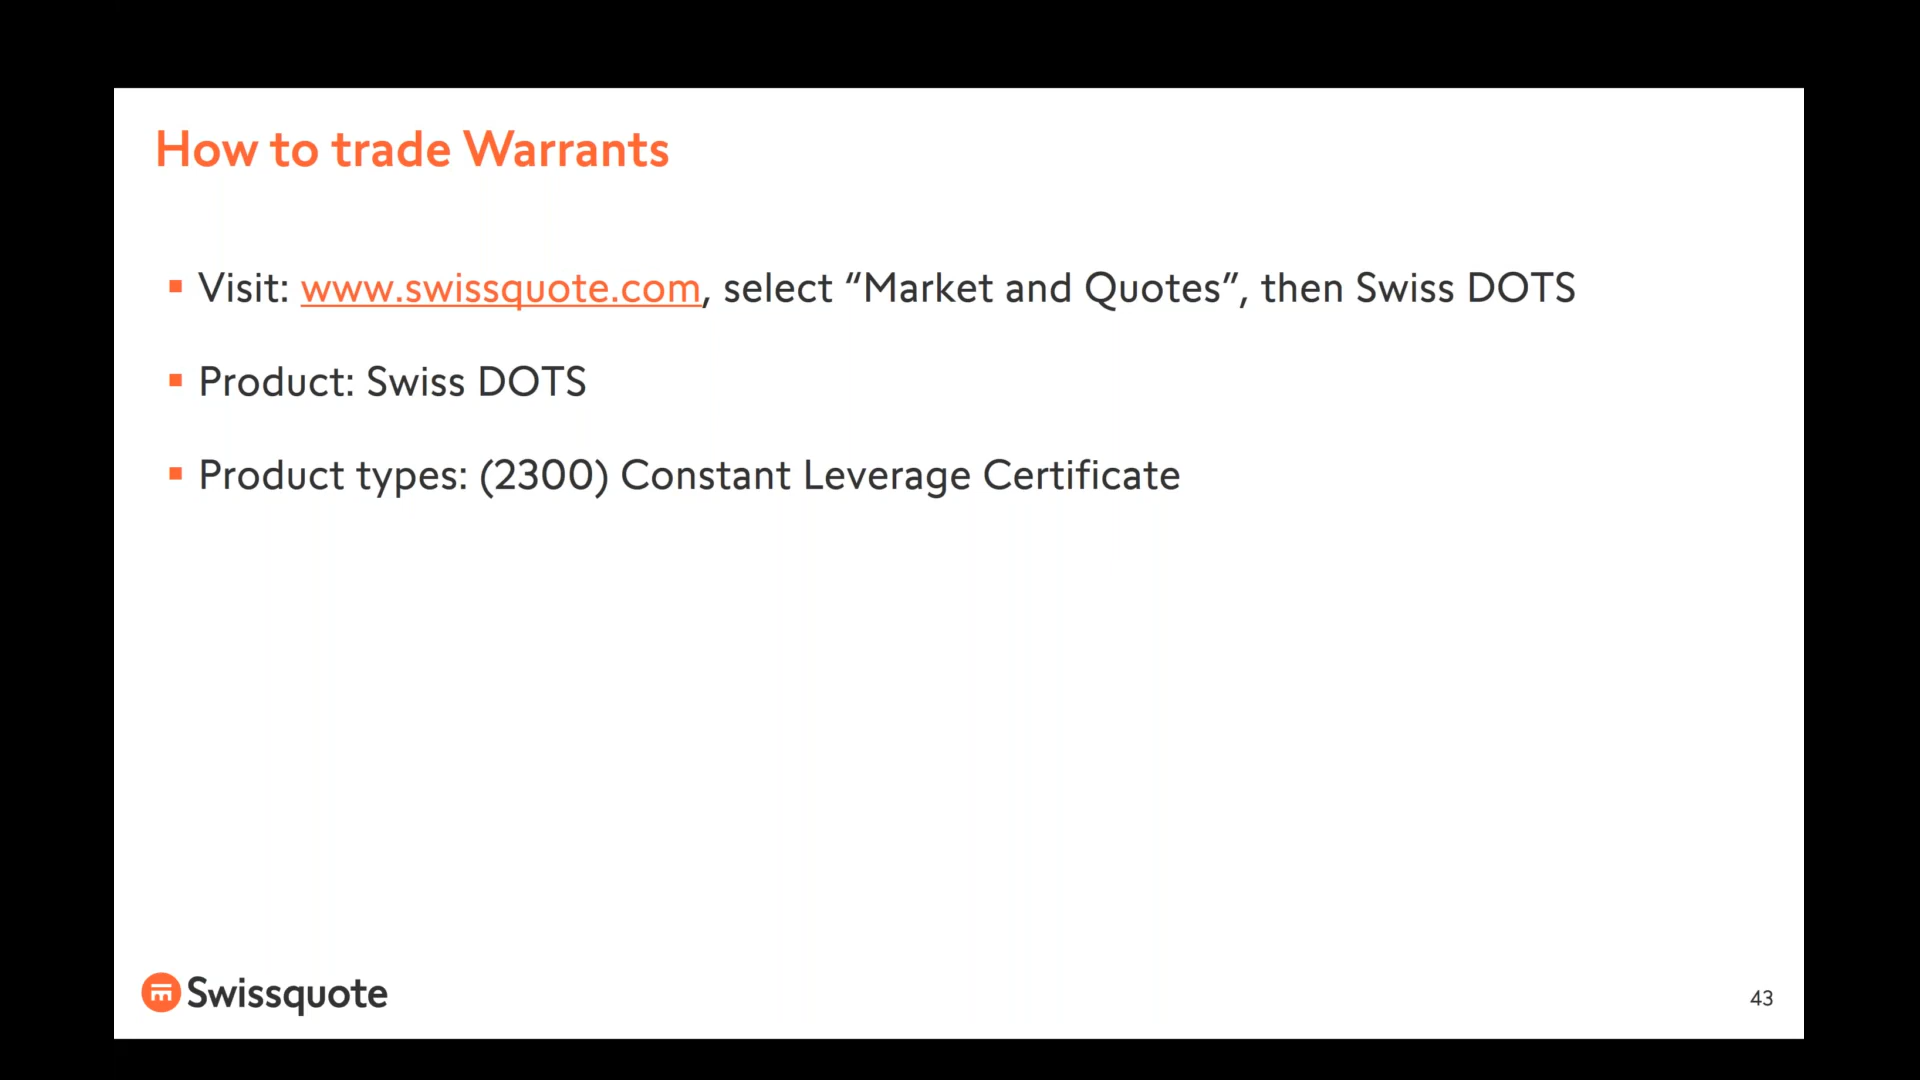 How to trade Warrants
Visit: www.swissquote.com, select “Market and Quotes”, then Swiss DOTS
Product: Swiss DOTS
Product types: (2300) Constant Leverage Certificate
Swissquote
43